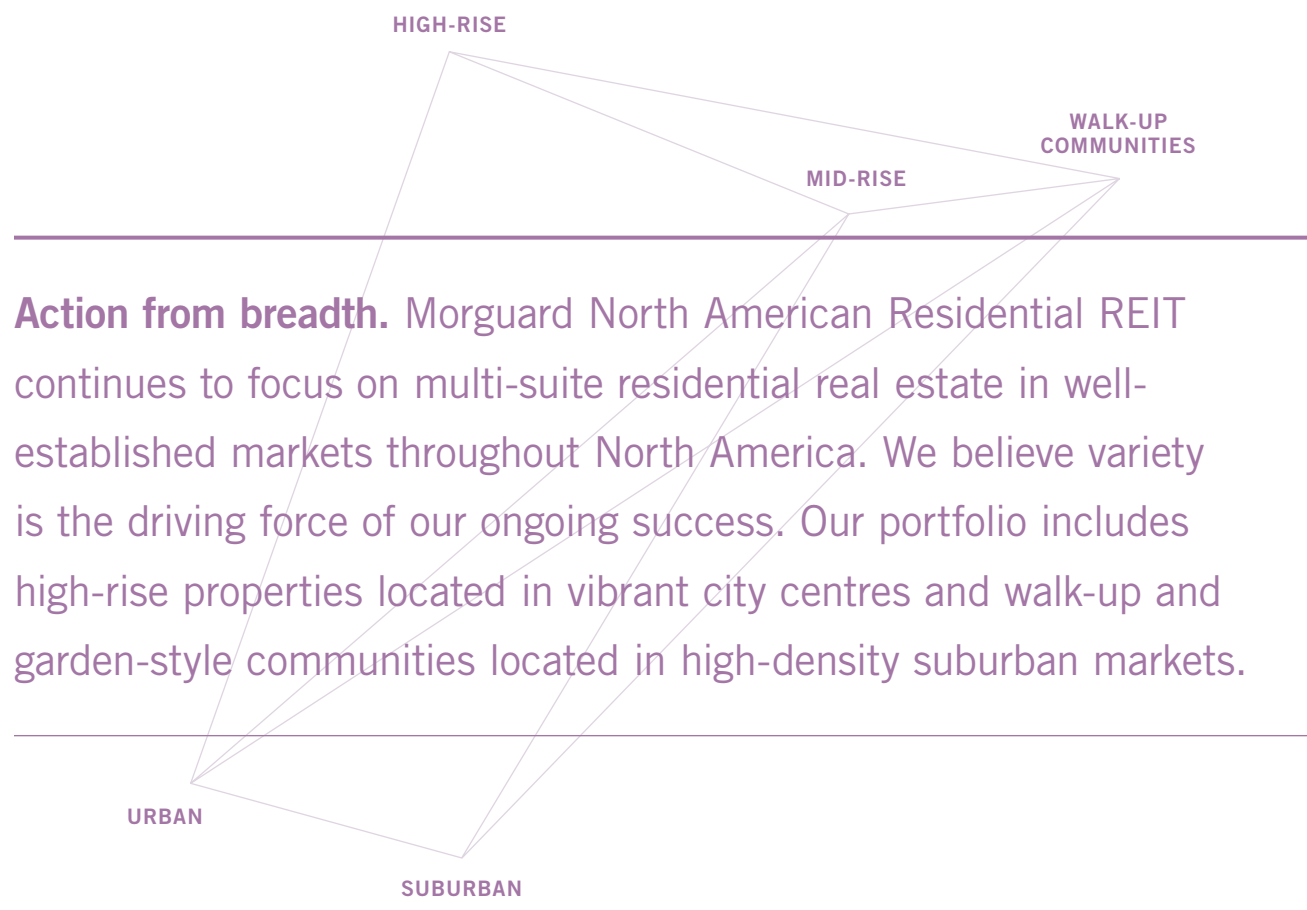 HIGH-RISE
WALK-UP
COMMUNITIES
MID-RISE
Action from breadth. Morguard North American Residential REIT
continues to focus on multi-suite residential real estate in well-
established markets throughout North America. We believe variety
is the driving force of our ongoing success. Our portfolio includes
high-rise properties located in vibrant city centres and walk-up and
garden-style communities located in high-density suburban markets.
URBAN
SUBURBAN